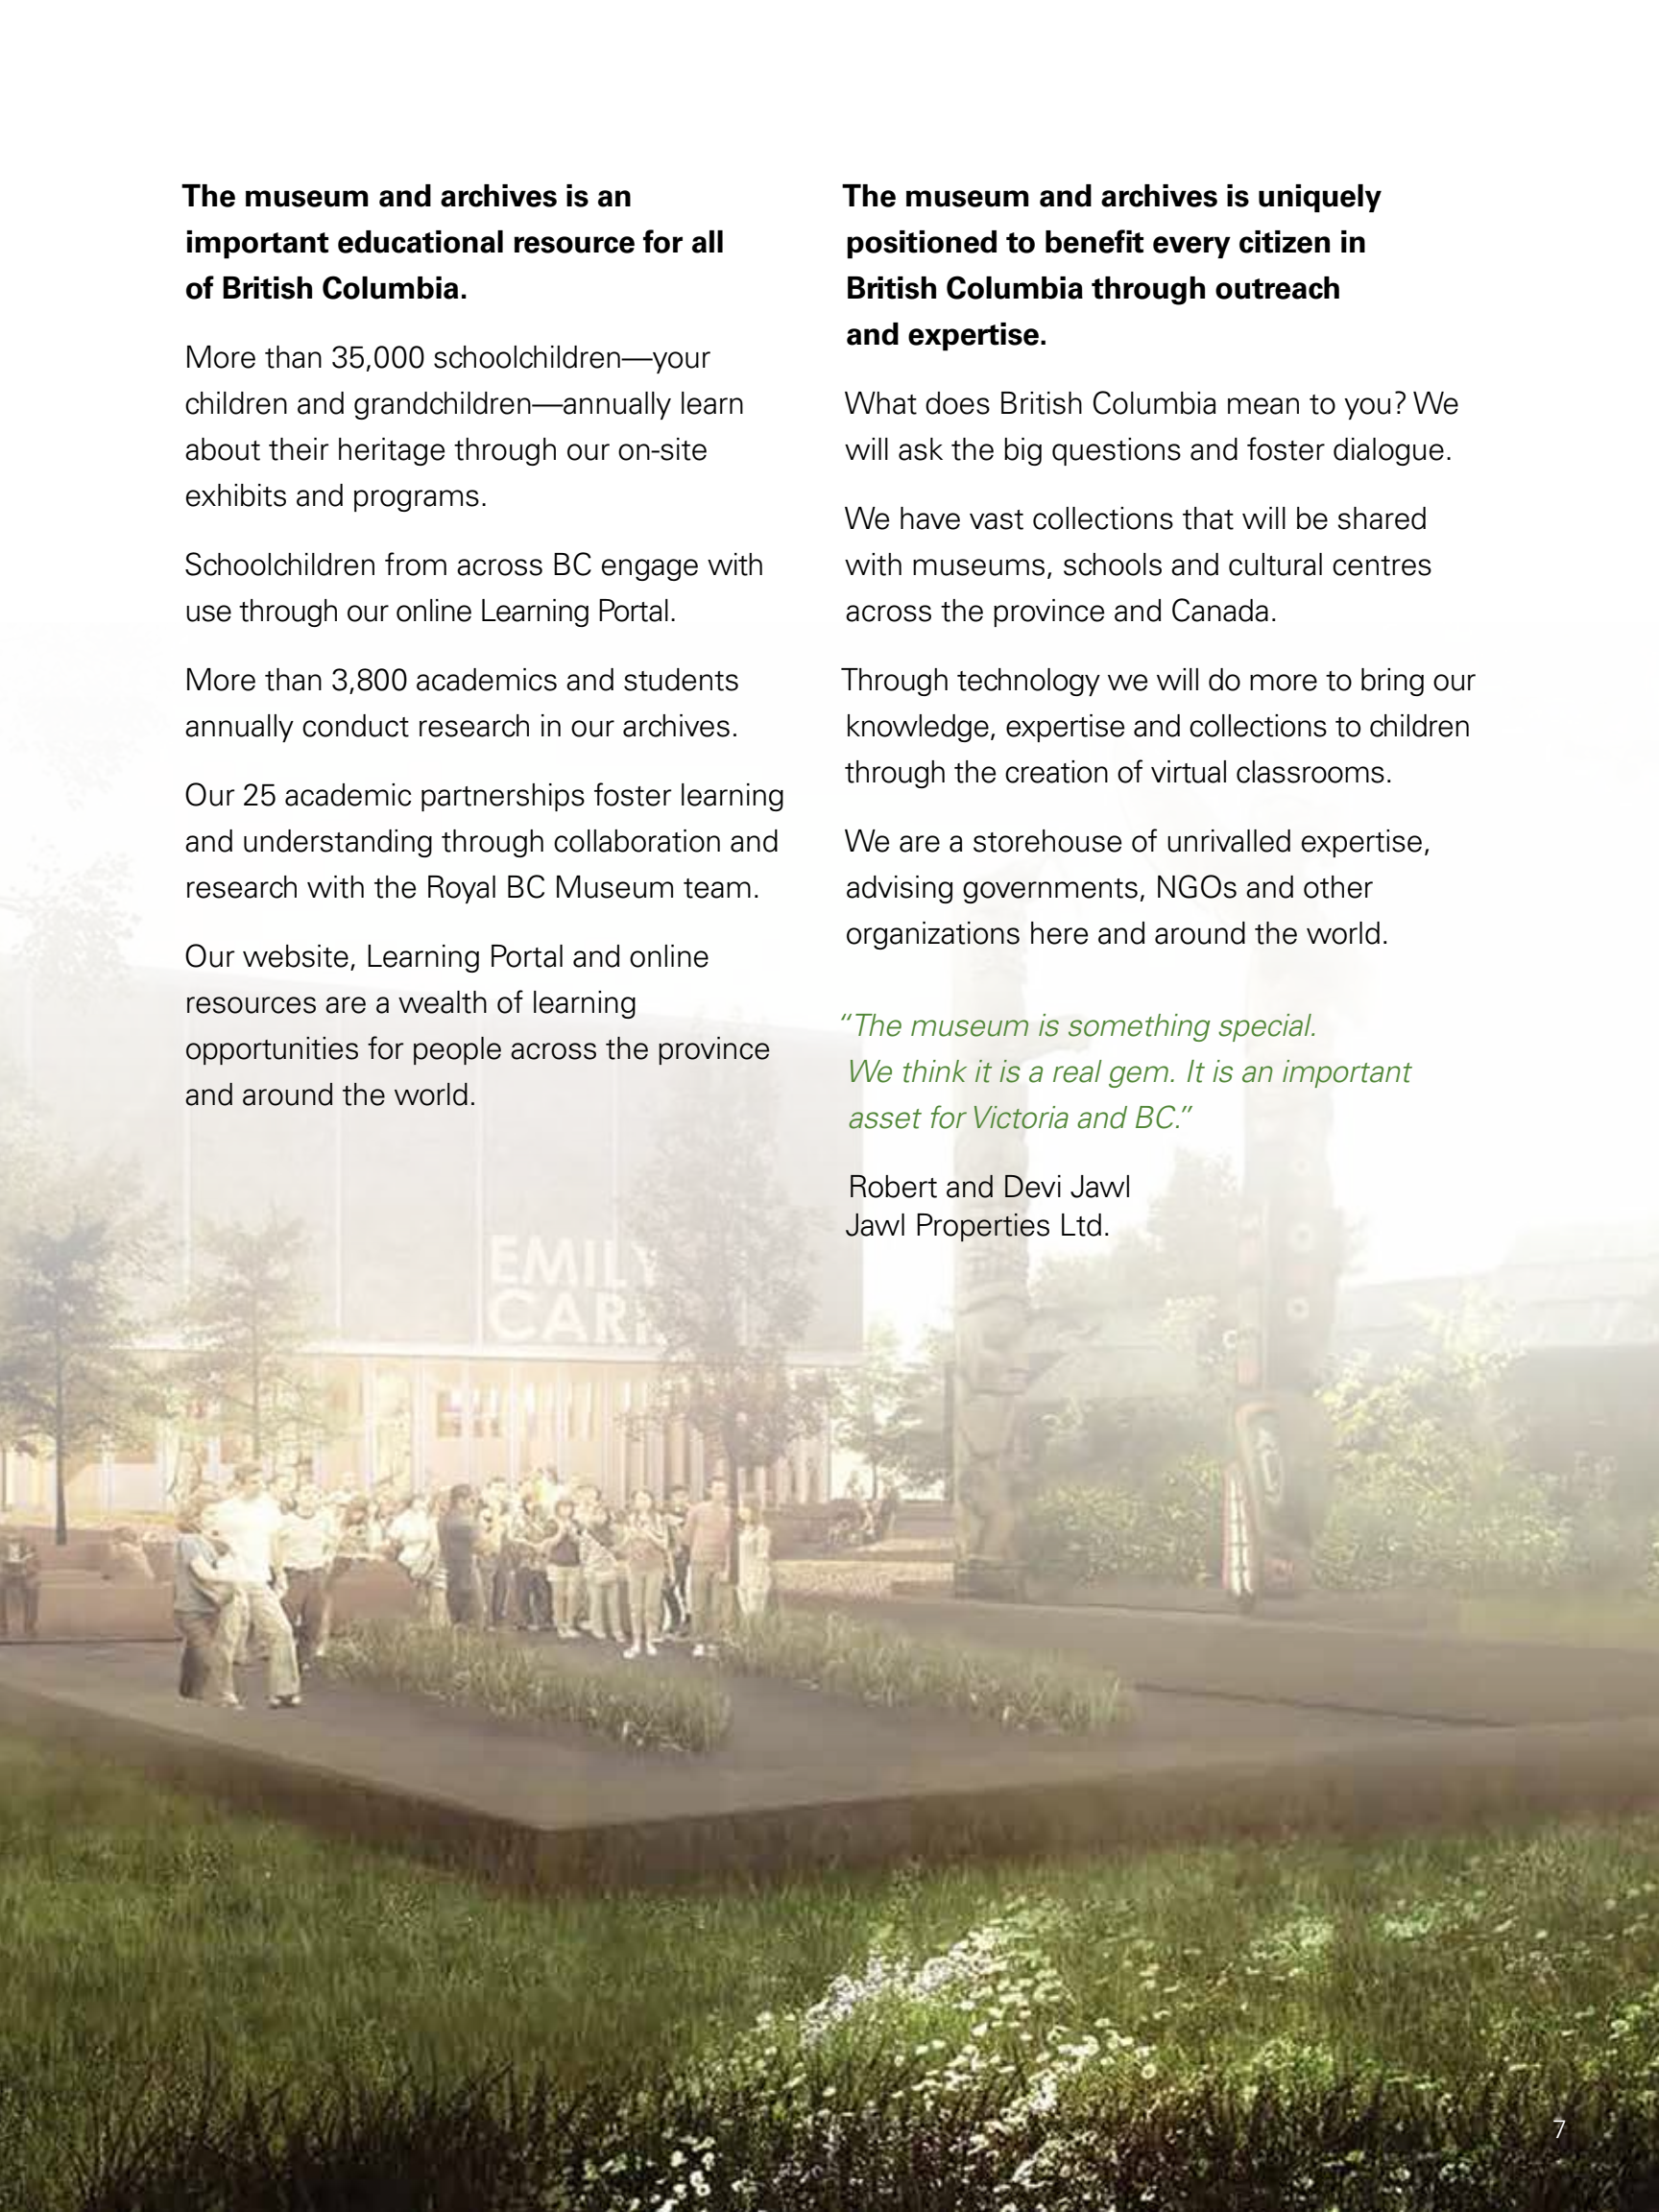 The museum and archives is an
important educational resource for all
of British Columbia.
More than 35,000 schoolchildren—your
children and grandchildren—annually learn
about their heritage through our on-site
exhibits and programs.
Schoolchildren from across BC engage with
use through our online Learning Portal.
More than 3,800 academics and students
annually conduct research in our archives.
Our 25 academic partnerships foster learning
and understanding through collaboration and
research with the Royal BC Museum team.
Our website, Learning Portal and online
resources are a wealth of learning
opportunities for people across the province
and around the world.
The museum and archives is uniquely
positioned to benefit every citizen in
British Columbia through outreach
and expertise.
What does British Columbia mean to you? We
will ask the big questions and foster dialogue.
We have vast collections that will be shared
with museums, schools and cultural centres
across the province and Canada.
Through technology we will do more to bring our
knowledge, expertise and collections to children
through the creation of virtual classrooms.
We are a storehouse of unrivalled expertise,
advising governments, NGOs and other
organizations here and around the world.
“The museum is something special.
We think it is a real gem. It is an important
asset for Victoria and BC.”
Robert and Devi Jawl
Jawl Properties Ltd.
EMILY
CARR
7